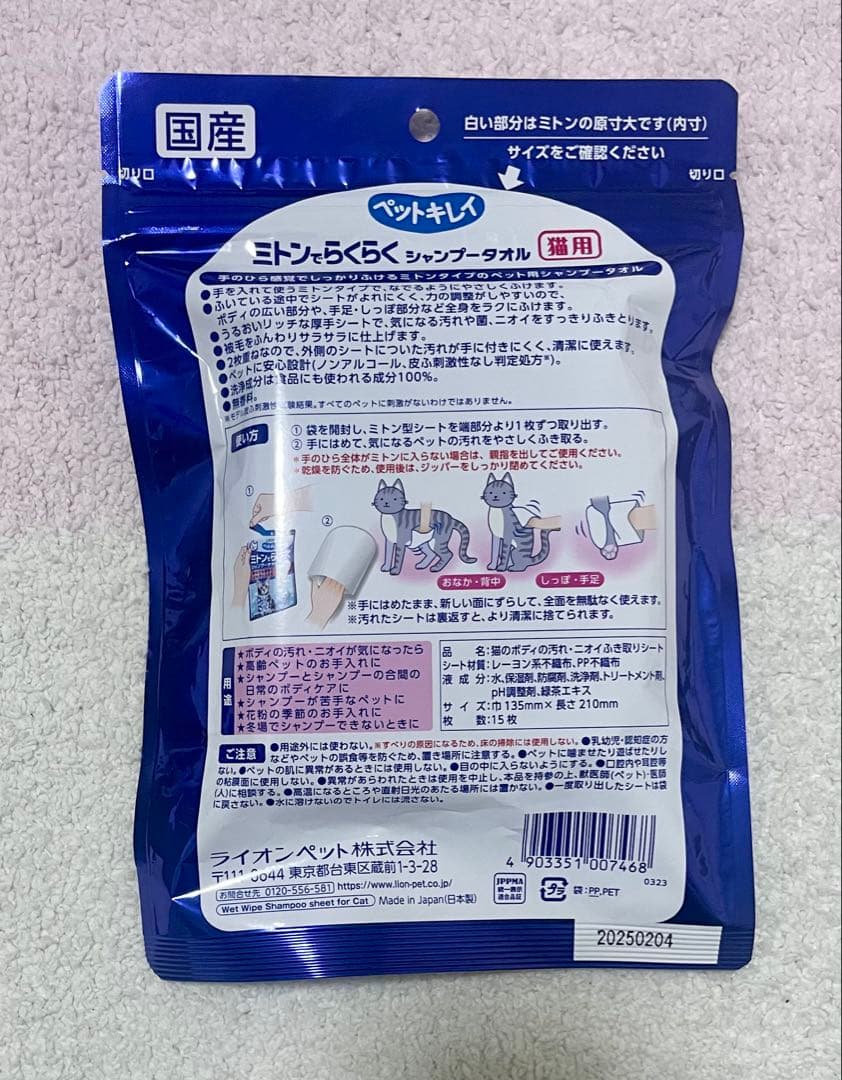 国産
白い部分はミトンの原寸大です(内寸)
サイズをご確認ください
切り口
切り口
ペットキレイ
ミトンでらくらく シャンプータオル 猫用
手のひら感覚でしっかりふけるミトンタイプのペット用シャンプータオル
●手を入れて使うミトンタイプで、なでるようにやさしくふけます。
●ふいている途中でシートがよれにくく、力の調整がしやすいので、
ボディの広い部分や、手足・しっぽ部分など全身をラクにふけます。
●うるおいリッチな厚手シートで、気になる汚れや菌、ニオイをすっきりふきとります。
●被毛をふんわりサラサラに仕上げます。
●2枚重ねなので、外側のシートについた汚れが手に付きにくく、清潔に使えます。
●ペットに安心設計(ノンアルコール、皮ふ刺激性なし判定処方※)。
●洗浄成分は食品にも使われる成分100%。
●無香料。
※モデル皮ふ刺激性試験結果。すべてのペットに刺激がないわけではありません。
使い方
① 袋を開封し、ミトン型シートを端部分より1枚ずつ取り出す。
② 手にはめて、気になるペットの汚れをやさしくふき取る。
*手のひら全体がミトンに入らない場合は、親指を出してご使用ください。
*乾燥を防ぐため、使用後は、ジッパーをしっかり閉めてください。
①
②
ミトンでらくらく
おなか・背中
しっぽ・手足
※手にはめたまま、新しい面にずらして、全面を無駄なく使えます。
※汚れたシートは裏返すと、より清潔に捨てられます。
用途
★ボディの汚れ・ニオイが気になったら
★高齢ペットのお手入れに
★シャンプーとシャンプーの合間の
日常のボディケアに
★シャンプーが苦手なペットに
★花粉の季節のお手入れに
★冬場でシャンプーできないときに
品 名:猫のボディの汚れ・ニオイふき取りシート
シート材質:レーヨン系不織布、PP不織布
液 成 分:水、保湿剤、防腐剤、洗浄剤、トリートメント剤、
pH調整剤、緑茶エキス
サ イ ズ:巾135mm×長さ210mm
枚 数:15枚
ご注意 ●用途外には使わない。*すべりの原因になるため、床の掃除には使用しない。●乳幼児・認知症の方
などやペットの誤食等を防ぐため、置き場所に注意する。●ペットに噛ませたり遊ばせたりし
ない。●ペットの肌に異常があるときには使用しない。●目の中に入らないようにする。●口腔内や耳腔等
の粘膜面に使用しない。●異常があらわれたときは使用を中止し、本品を持参の上、獣医師(ペット)・医師
(人)に相談する。●高温になるところや直射日光のあたる場所には置かない。●一度取り出したシートは袋
に戻さない。●水に溶けないのでトイレには流さない。
ライオンペット株式会社
〒111-8644 東京都台東区蔵前1-3-28
お問合せ先 0120-556-581 https://www.lion-pet.co.jp/
Wet Wipe Shampoo sheet for Cat Made in Japan(日本製)
4 903351 007468
JPPMA
統一表示
適合品証
プラ
袋:PP,PET
0323
20250204